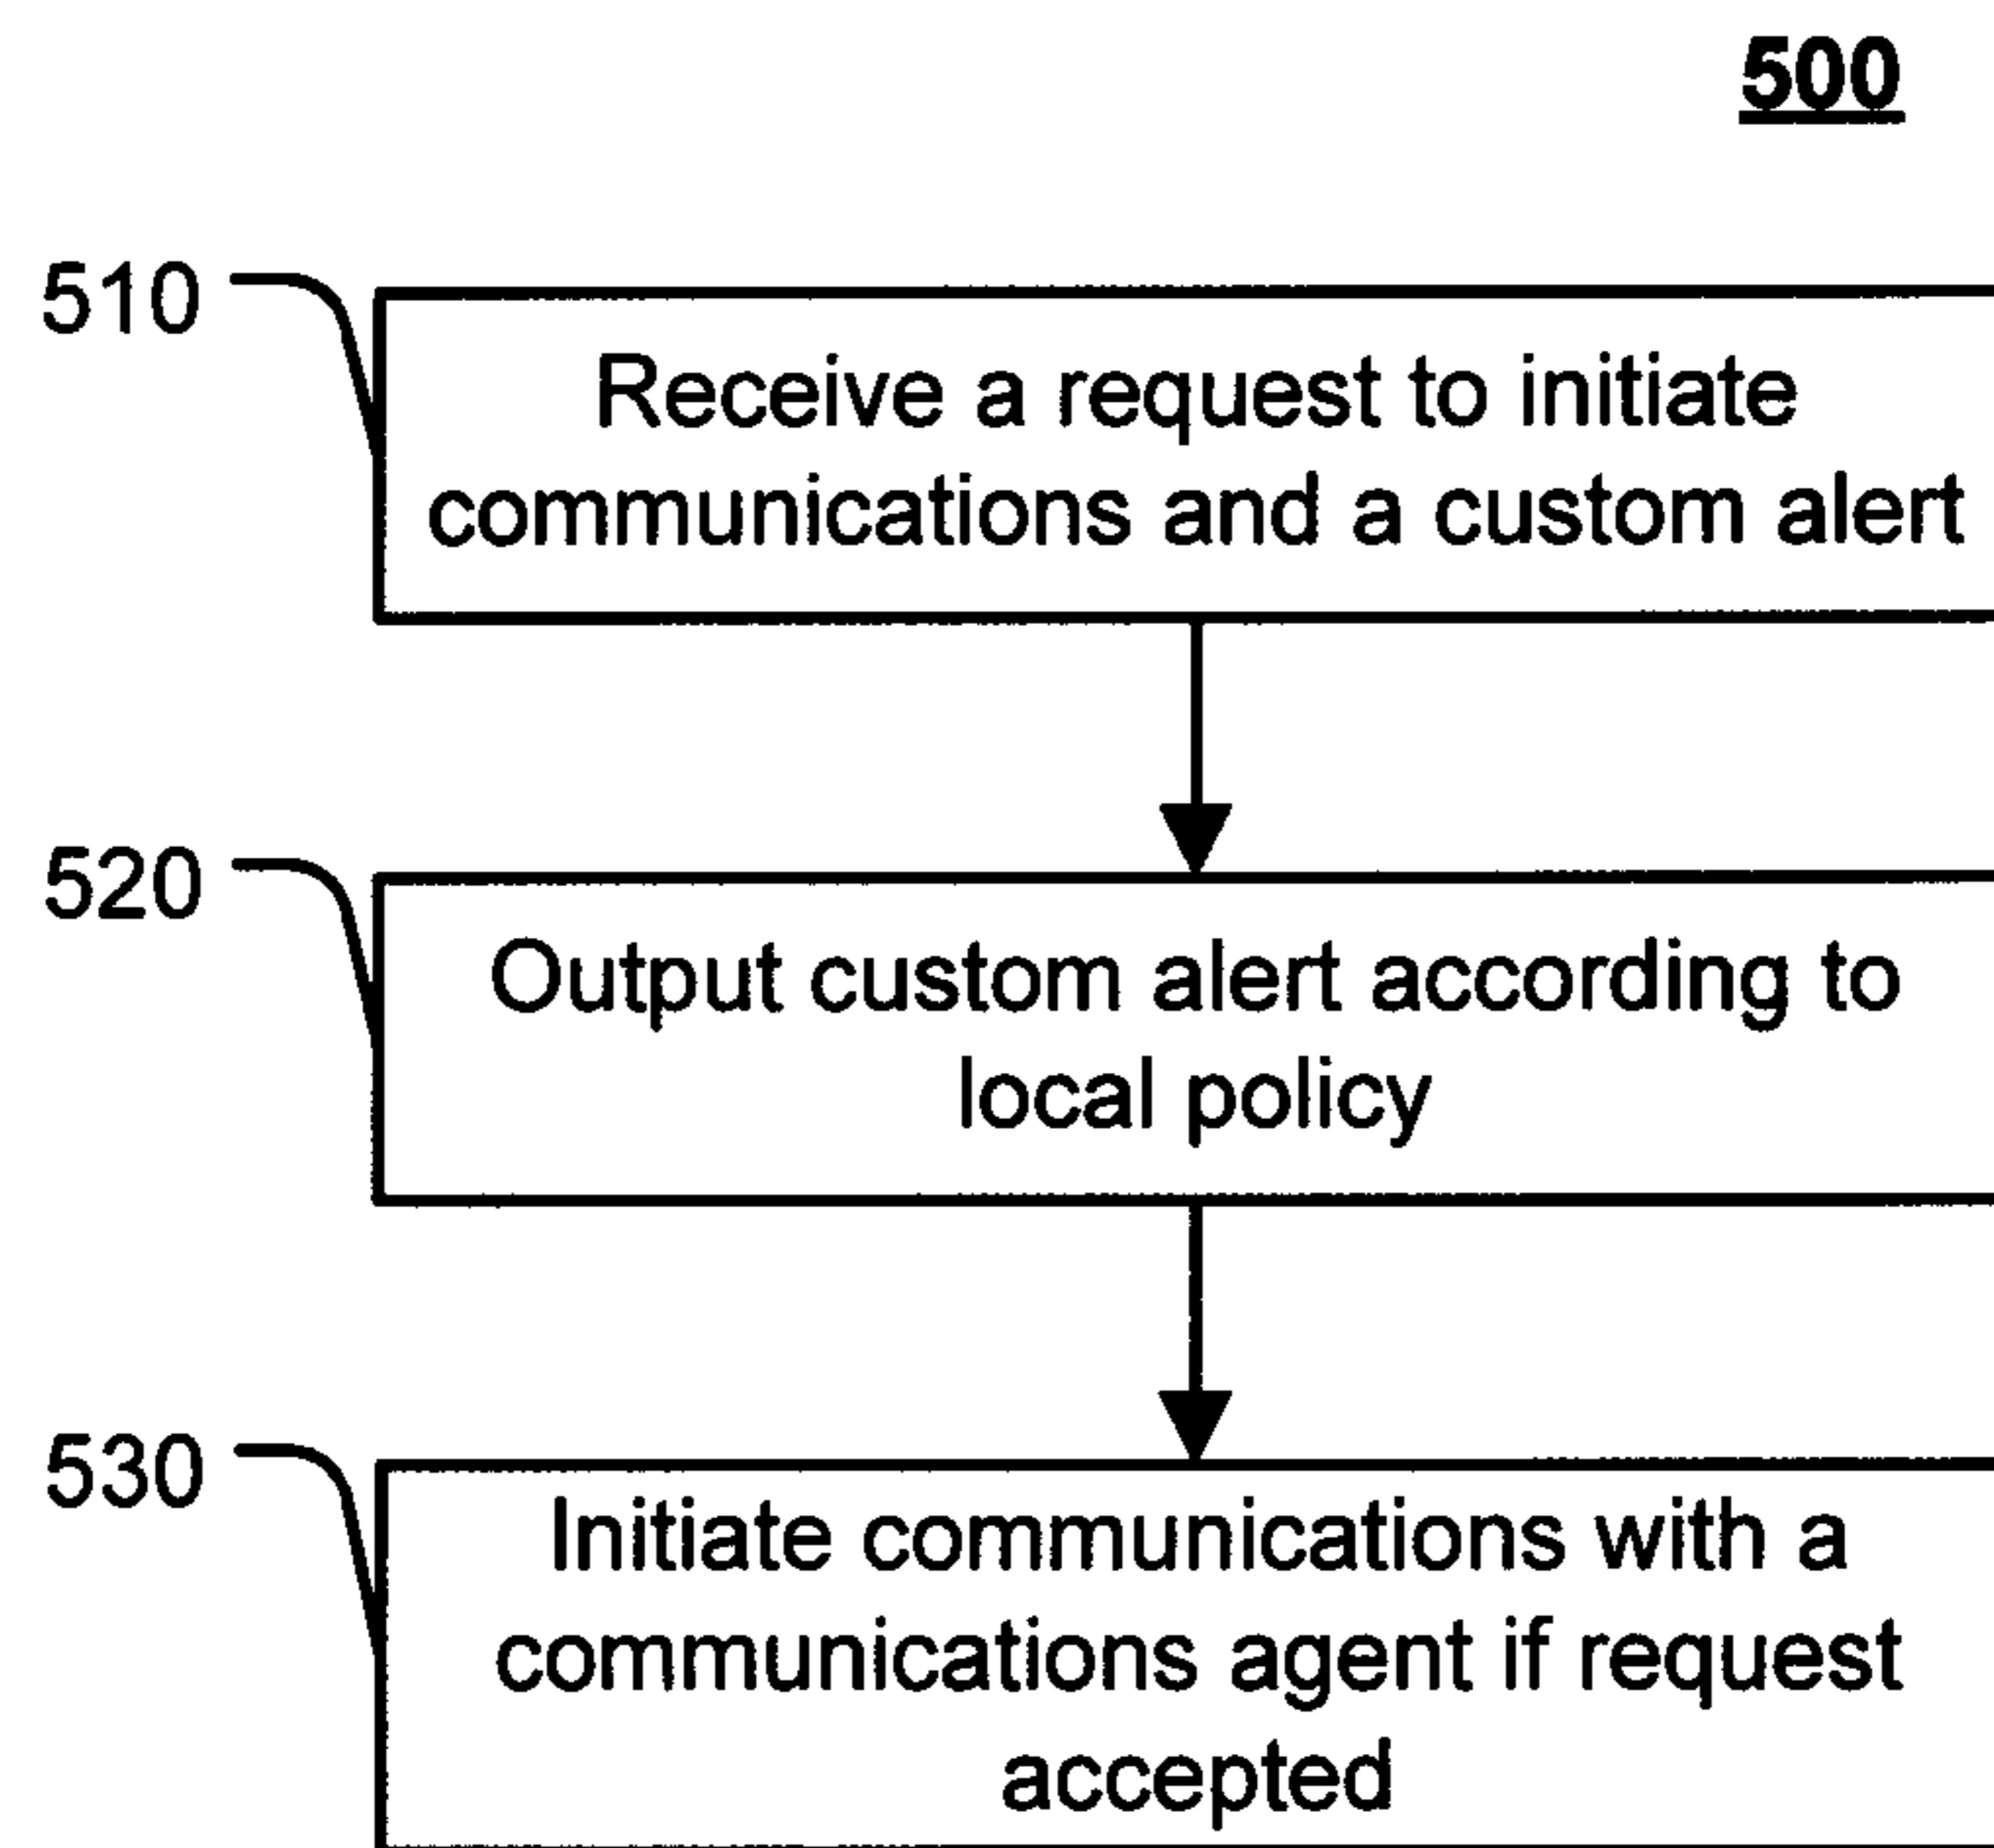 500
510
Receive a request to initiate
communications and a custom alert
520
Output custom alert according to
local policy
530
Initiate communications with a
communications agent if request
accepted